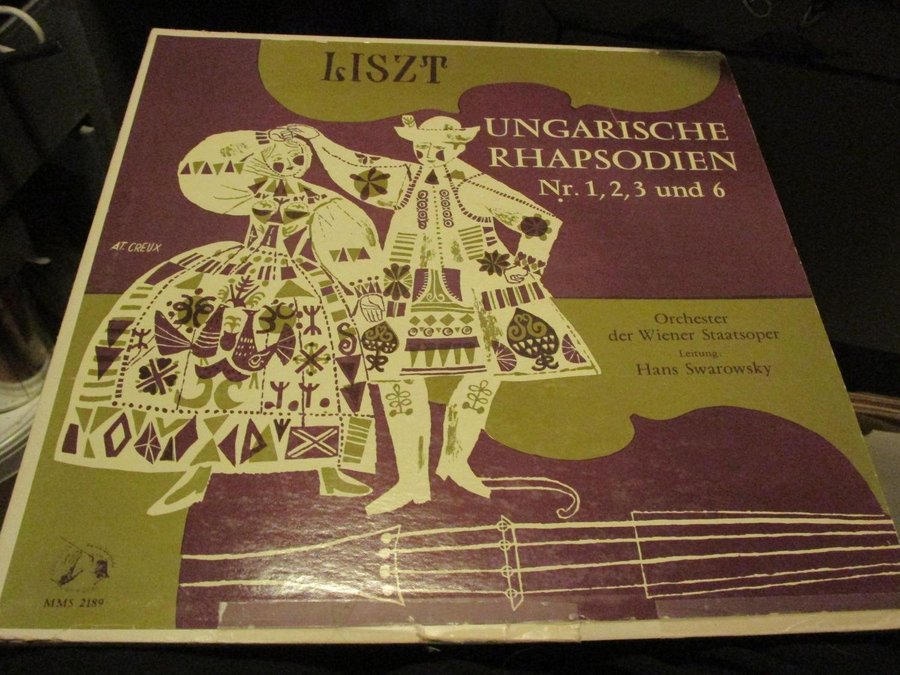 LISZT
UNGARISCHE
RHAPSODIEN
Nr. 1, 2, 3 und 6
AT. CREUX
Orchester
der Wiener Staatsoper
Leitung:
Hans Swarowsky
MMS 2189